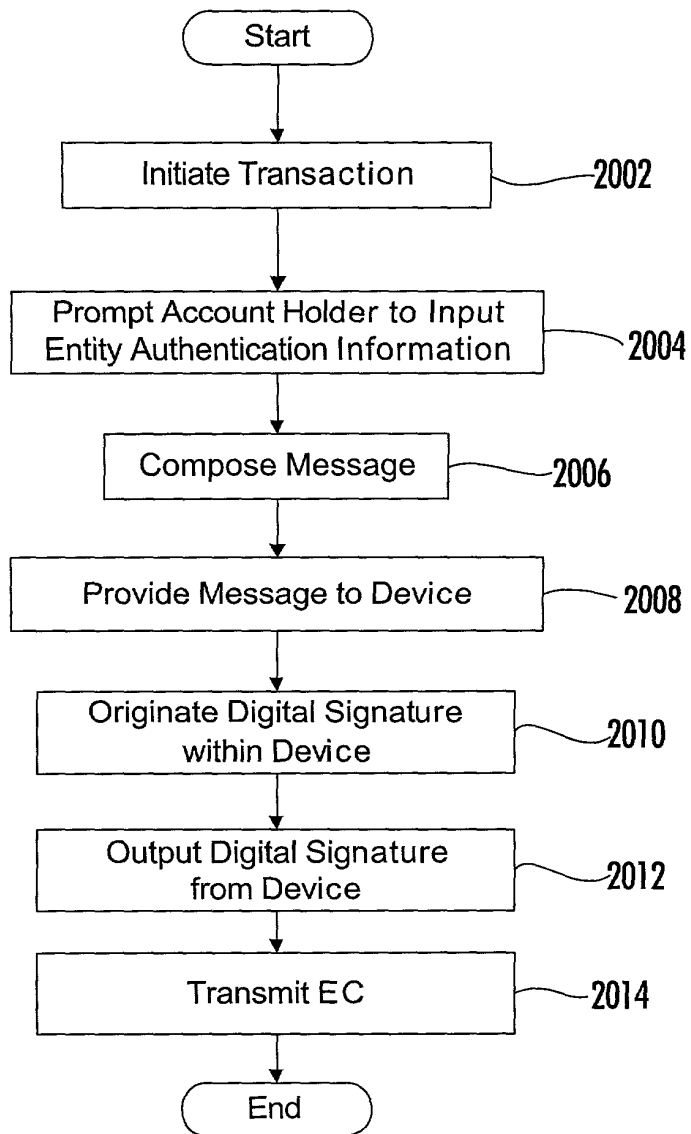 Start
Initiate Transaction
2002
Prompt Account Holder to Input
Entity Authentication Information
2004
Compose Message
2006
Provide Message to Device
2008
Originate Digital Signature
within Device
2010
Output Digital Signature
from Device
2012
Transmit EC
2014
End